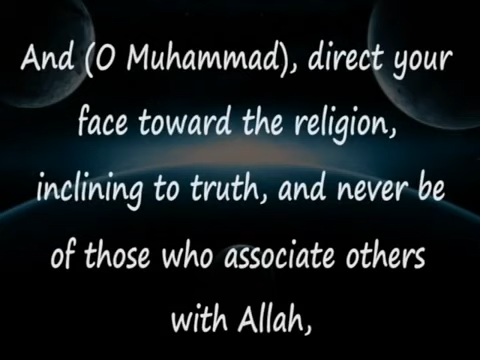 And (O Muhammad), direct your
face toward the religion,
inclining to truth, and never be
of those who associate others
with Allah,